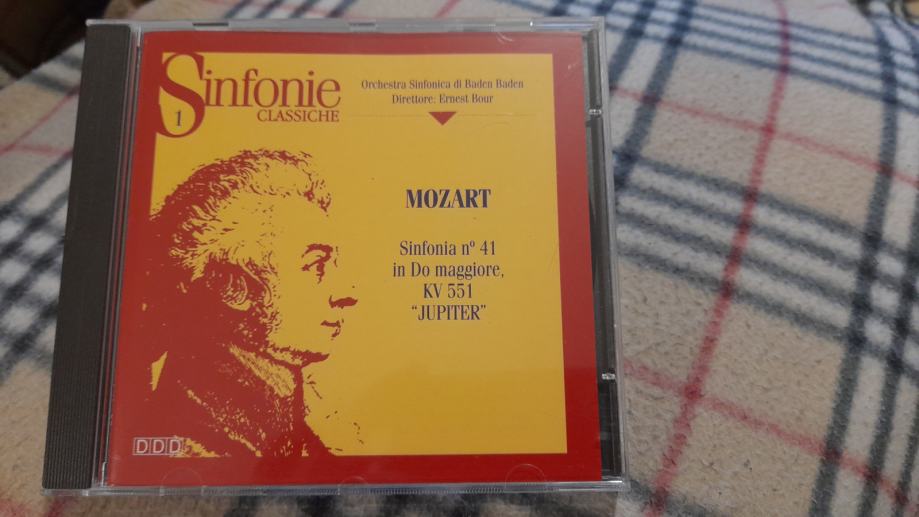 Sinfonie
CLASSICHE
1
Orchestra Sinfonica di Baden Baden
Direttore: Ernest Bour
MOZART
Sinfonia nº 41
in Do maggiore,
KV 551
“JUPITER”
DDD